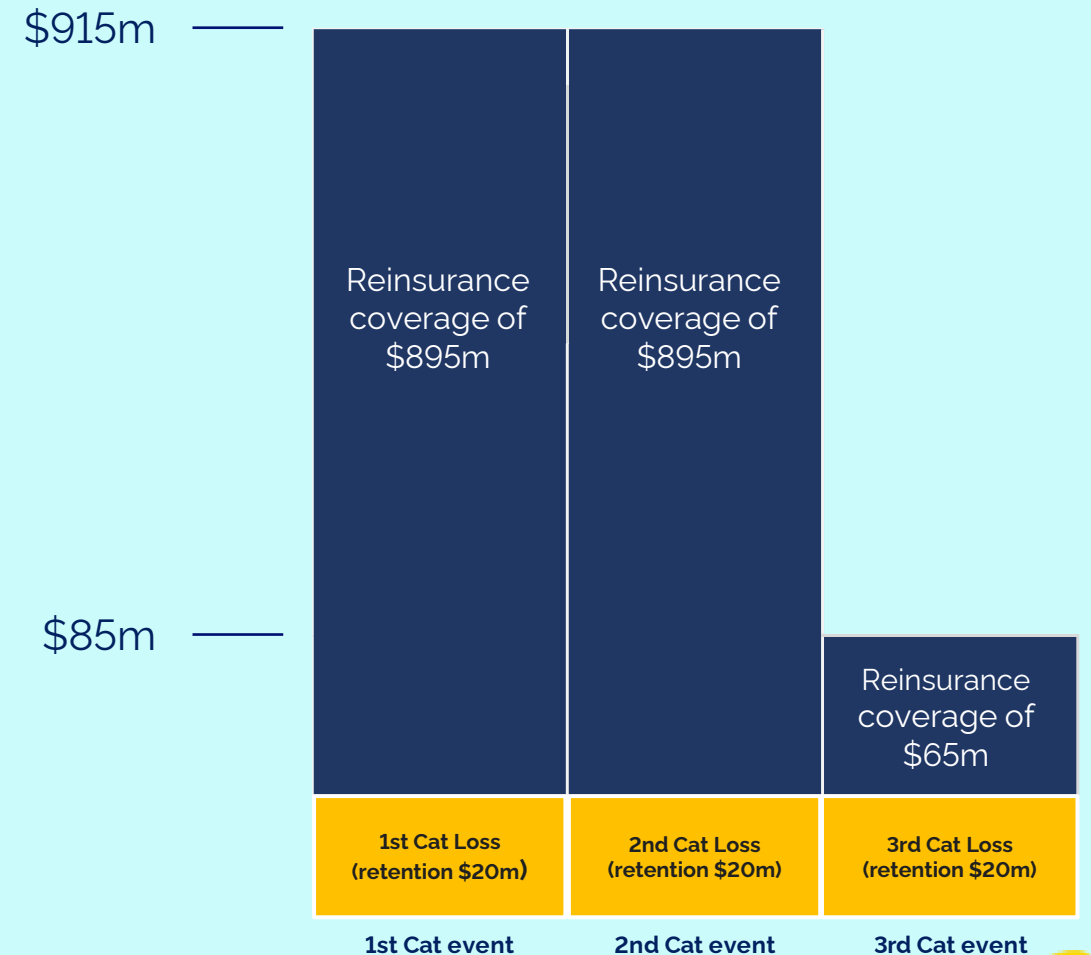 $915m
Reinsurance
coverage of
$895m
Reinsurance
coverage of
$895m
$85m
Reinsurance
coverage of
$65m
1st Cat Loss
(retention $20m)
2nd Cat Loss
(retention $20m)
3rd Cat Loss
(retention $20m)
1st Cat event
2nd Cat event
3rd Cat event